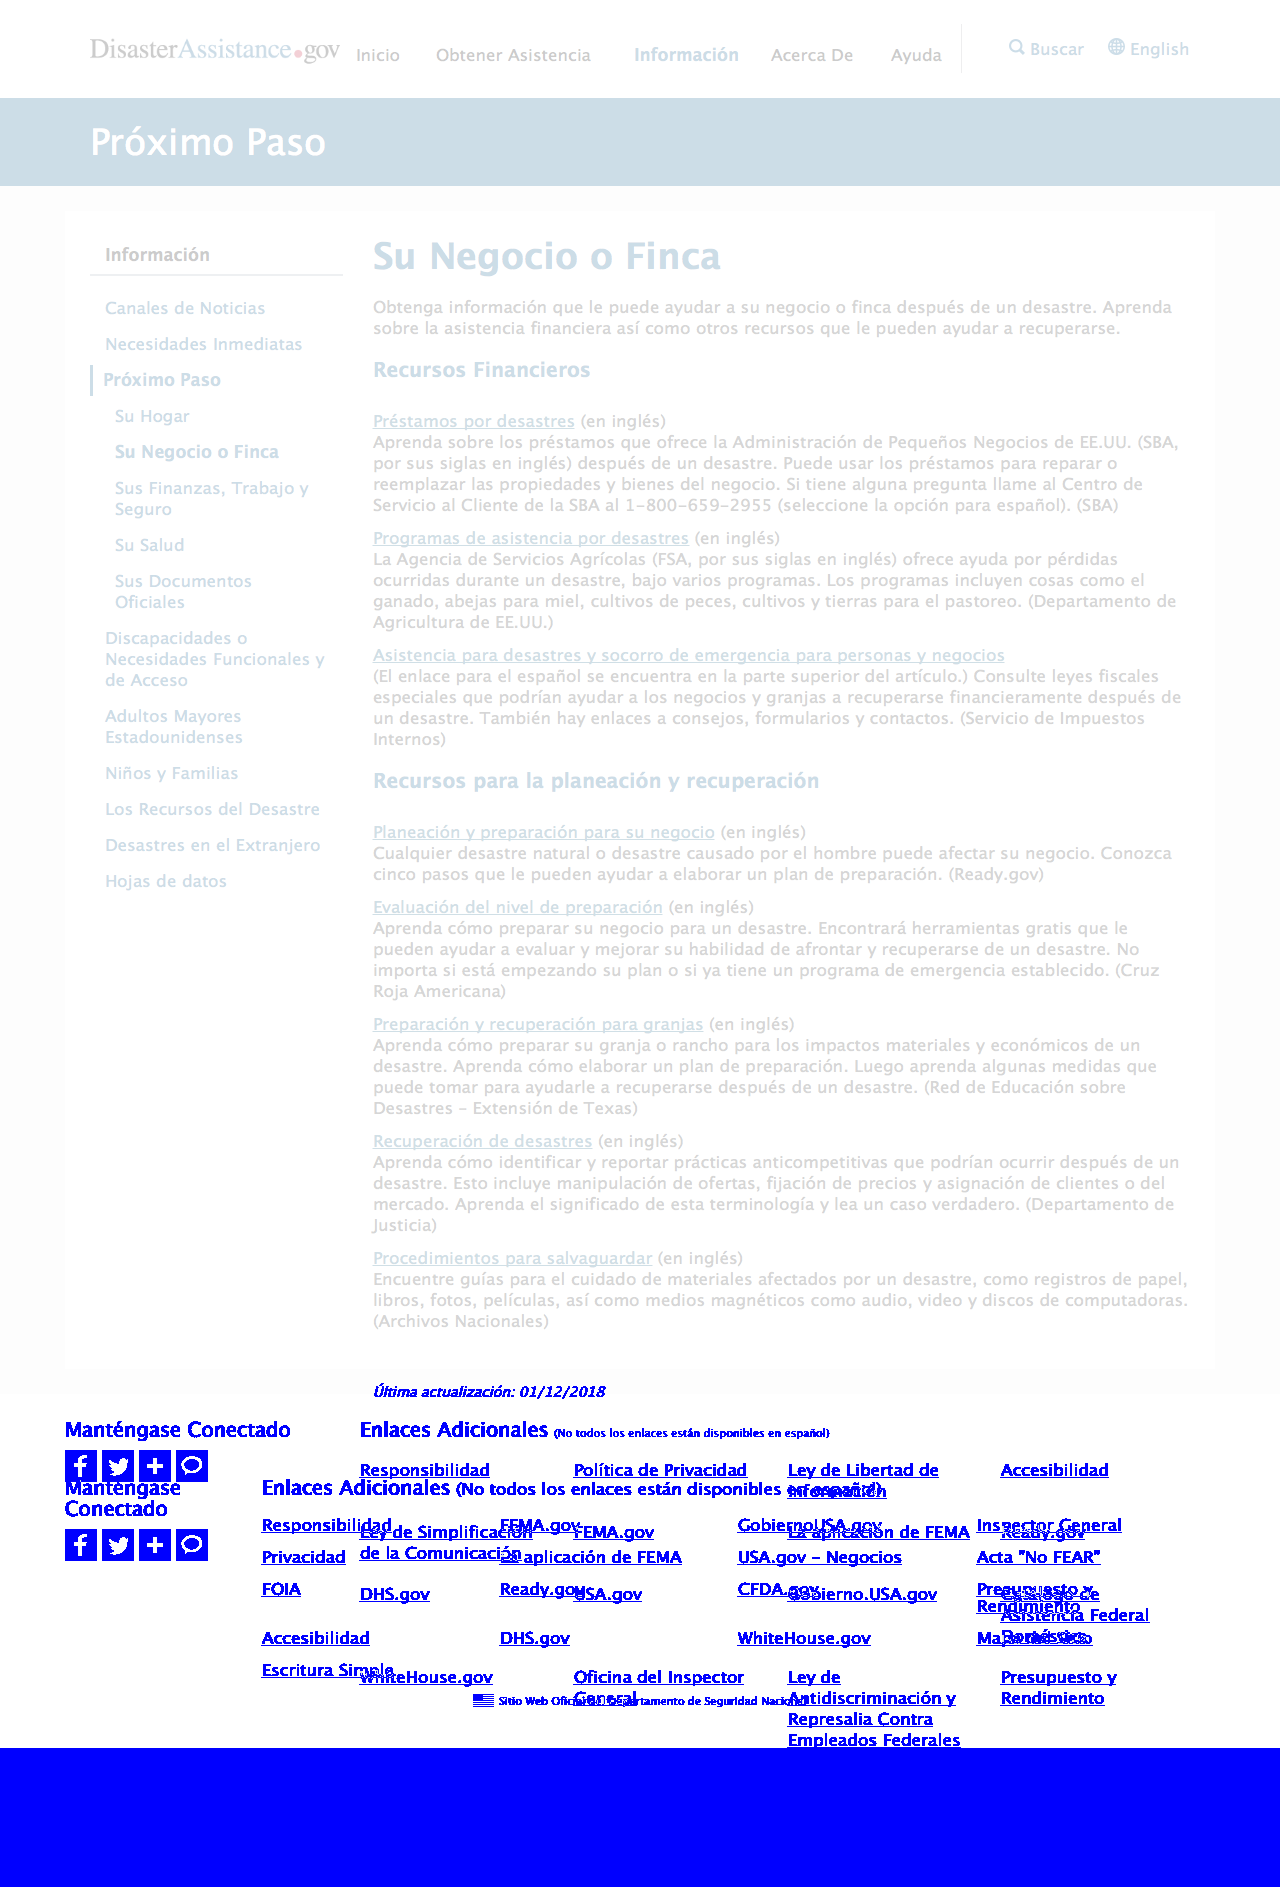 DisasterAssistance.gov
Inicio Obtener Asistencia Información Acerca De Ayuda Buscar English
Próximo Paso
Información
Canales de Noticias
Necesidades Inmediatas
Próximo Paso
Su Hogar
Su Negocio o Finca
Sus Finanzas, Trabajo y
Seguro
Su Salud
Sus Documentos
Oficiales
Discapacidades o
Necesidades Funcionales y
de Acceso
Adultos Mayores
Estadounidenses
Niños y Familias
Los Recursos del Desastre
Desastres en el Extranjero
Hojas de datos
Su Negocio o Finca
Obtenga información que le puede ayudar a su negocio o finca después de un desastre. Aprenda
sobre la asistencia financiera así como otros recursos que le pueden ayudar a recuperarse.
Recursos Financieros
Préstamos por desastres (en inglés)
Aprenda sobre los préstamos que ofrece la Administración de Pequeños Negocios de EE.UU. (SBA,
por sus siglas en inglés) después de un desastre. Puede usar los préstamos para reparar o
reemplazar las propiedades y bienes del negocio. Si tiene alguna pregunta llame al Centro de
Servicio al Cliente de la SBA al 1-800-659-2955 (seleccione la opción para español). (SBA)
Programas de asistencia por desastres (en inglés)
La Agencia de Servicios Agrícolas (FSA, por sus siglas en inglés) ofrece ayuda por pérdidas
ocurridas durante un desastre, bajo varios programas. Los programas incluyen cosas como el
ganado, abejas para miel, cultivos de peces, cultivos y tierras para el pastoreo. (Departamento de
Agricultura de EE.UU.)
Asistencia para desastres y socorro de emergencia para personas y negocios
(El enlace para el español se encuentra en la parte superior del artículo.) Consulte leyes fiscales
especiales que podrían ayudar a los negocios y granjas a recuperarse financieramente después de
un desastre. También hay enlaces a consejos, formularios y contactos. (Servicio de Impuestos
Internos)
Recursos para la planeación y recuperación
Planeación y preparación para su negocio (en inglés)
Cualquier desastre natural o desastre causado por el hombre puede afectar su negocio. Conozca
cinco pasos que le pueden ayudar a elaborar un plan de preparación. (Ready.gov)
Evaluación del nivel de preparación (en inglés)
Aprenda cómo preparar su negocio para un desastre. Encontrará herramientas gratis que le
pueden ayudar a evaluar y mejorar su habilidad de afrontar y recuperarse de un desastre. No
importa si está empezando su plan o si ya tiene un programa de emergencia establecido. (Cruz
Roja Americana)
Preparación y recuperación para granjas (en inglés)
Aprenda cómo preparar su granja o rancho para los impactos materiales y económicos de un
desastre. Aprenda cómo elaborar un plan de preparación. Luego aprenda algunas medidas que
puede tomar para ayudarle a recuperarse después de un desastre. (Red de Educación sobre
Desastres - Extensión de Texas)
Recuperación de desastres (en inglés)
Aprenda cómo identificar y reportar prácticas anticompetitivas que podrían ocurrir después de un
desastre. Esto incluye manipulación de ofertas, fijación de precios y asignación de clientes o del
mercado. Aprenda el significado de esta terminología y lea un caso verdadero. (Departamento de
Justicia)
Procedimientos para salvaguardar (en inglés)
Encuentre guías para el cuidado de materiales afectados por un desastre, como registros de papel,
libros, fotos, películas, así como medios magnéticos como audio, video y discos de computadoras.
(Archivos Nacionales)
Última actualización: 01/12/2018
Manténgase Conectado Enlaces Adicionales (No todos los enlaces están disponibles en español)
Responsibilidad Política de Privacidad Ley de Libertad de Accesibilidad
Información
Manténgase Enlaces Adicionales (No todos los enlaces están disponibles en español)
Conectado
Responsibilidad FEMA.gov GobiernoUSA.gov Inspector General
Ley de Simplificación FEMA.gov La aplicación de FEMA Ready.gov
de la Comunicación
Privacidad La aplicación de FEMA USA.gov - Negocios Acta "No FEAR"
FOIA Ready.gov CFDA.gov Presupuesto y
Rendimiento
DHS.gov USA.gov Gobierno.USA.gov Catálogo de
Asistencia Federal
Accesibilidad DHS.gov WhiteHouse.gov
Escritura Simple
WhiteHouse.gov Oficina del Inspector Ley de Presupuesto y
General Antidiscriminación y Rendimiento
Represalia Contra
Empleados Federales
Sitio Web Oficial del Departamento de Seguridad Nacional